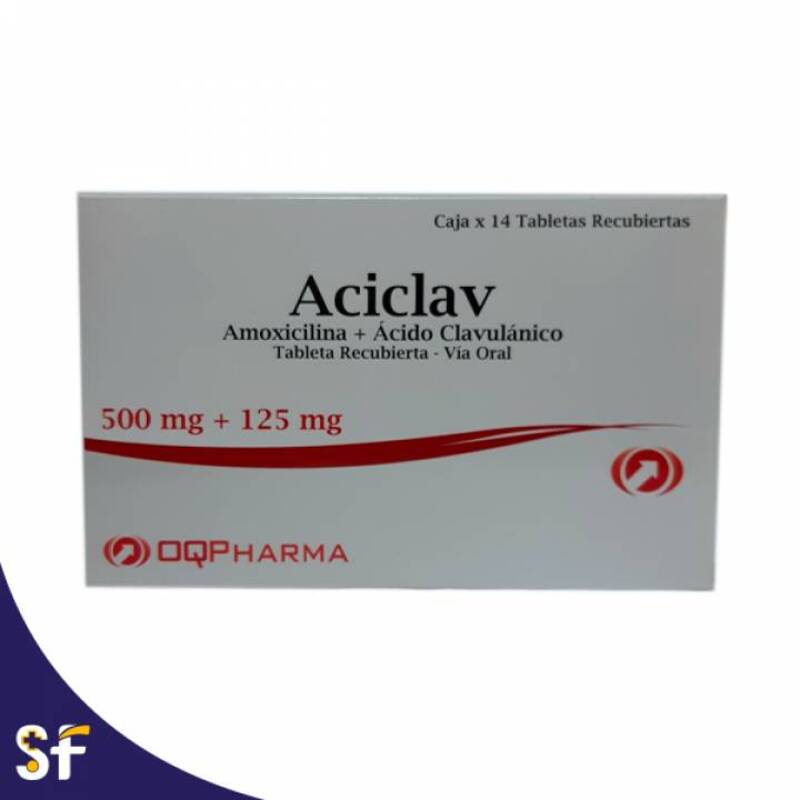 Caja x 14 Tabletas Recubiertas
Aciclav
Amoxicilina + Ácido Clavulánico
Tableta Recubierta - Vía Oral
500 mg + 125 mg
OQPHARMA
SF